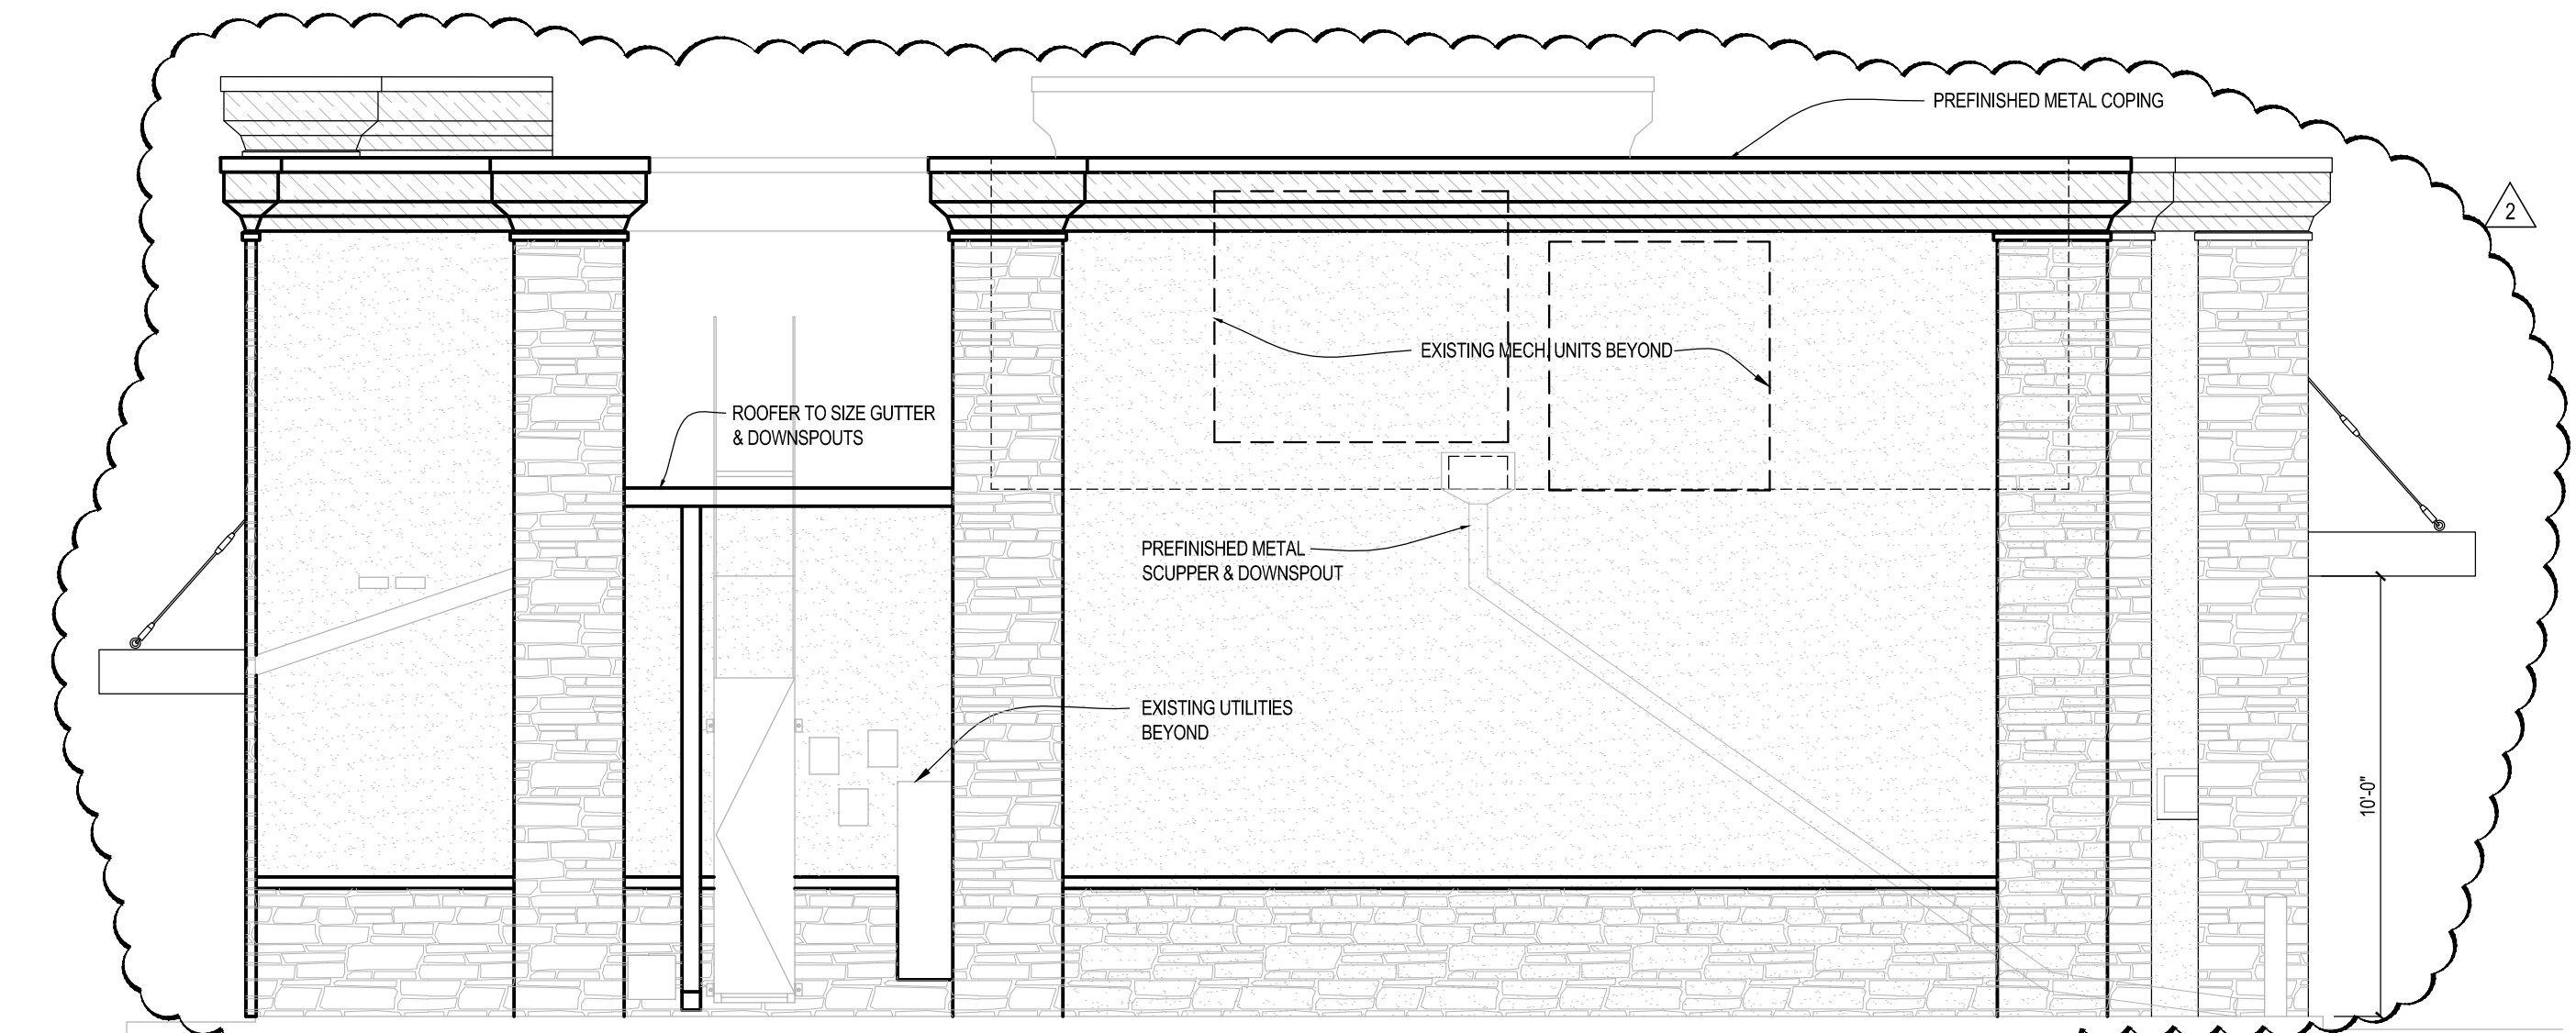 PREFINISHED METAL COPING
2
EXISTING MECH. UNITS BEYOND
ROOFER TO SIZE GUTTER
& DOWNSPOUTS
PREFINISHED METAL
SCUPPER & DOWNSPOUT
EXISTING UTILITIES
BEYOND
10'-0"